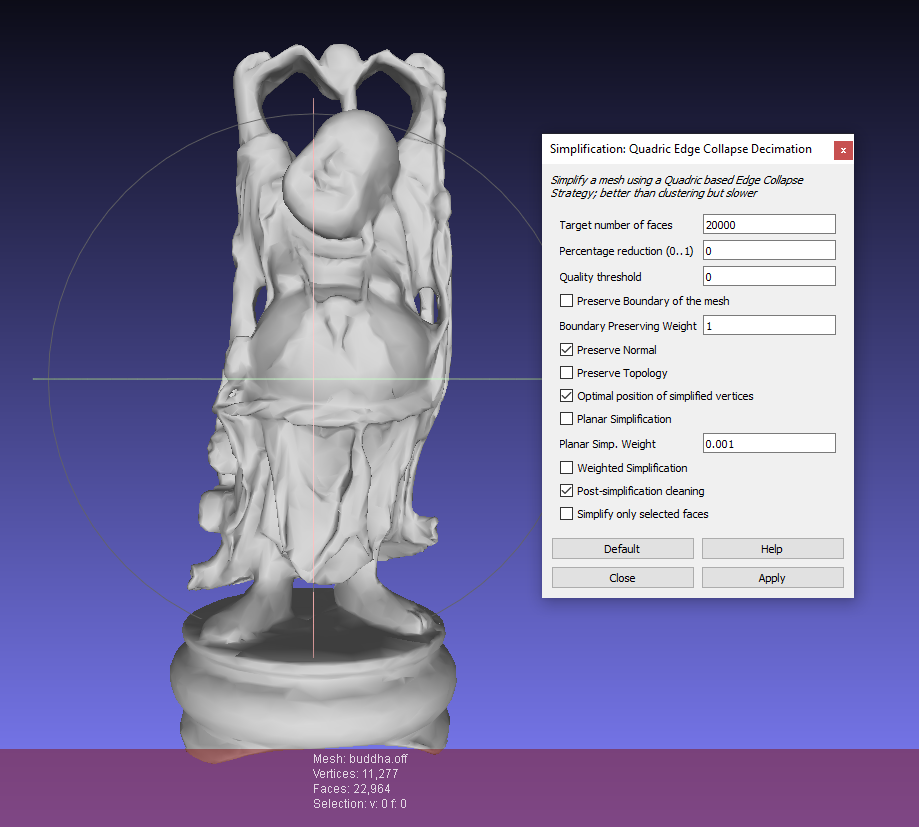 Simplification: Quadric Edge Collapse Decimation
x
Simplify a mesh using a Quadric based Edge Collapse
Strategy; better than clustering but slower
Target number of faces 20000
Percentage reduction (0..1) 0
Quality threshold 0
Preserve Boundary of the mesh
Boundary Preserving Weight 1
Preserve Normal
Preserve Topology
Optimal position of simplified vertices
Planar Simplification
Planar Simp. Weight 0.001
Weighted Simplification
Post-simplification cleaning
Simplify only selected faces
Default Help
Close Apply
Mesh: buddha.off
Vertices: 11,277
Faces: 22,964
Selection: v: 0 f: 0